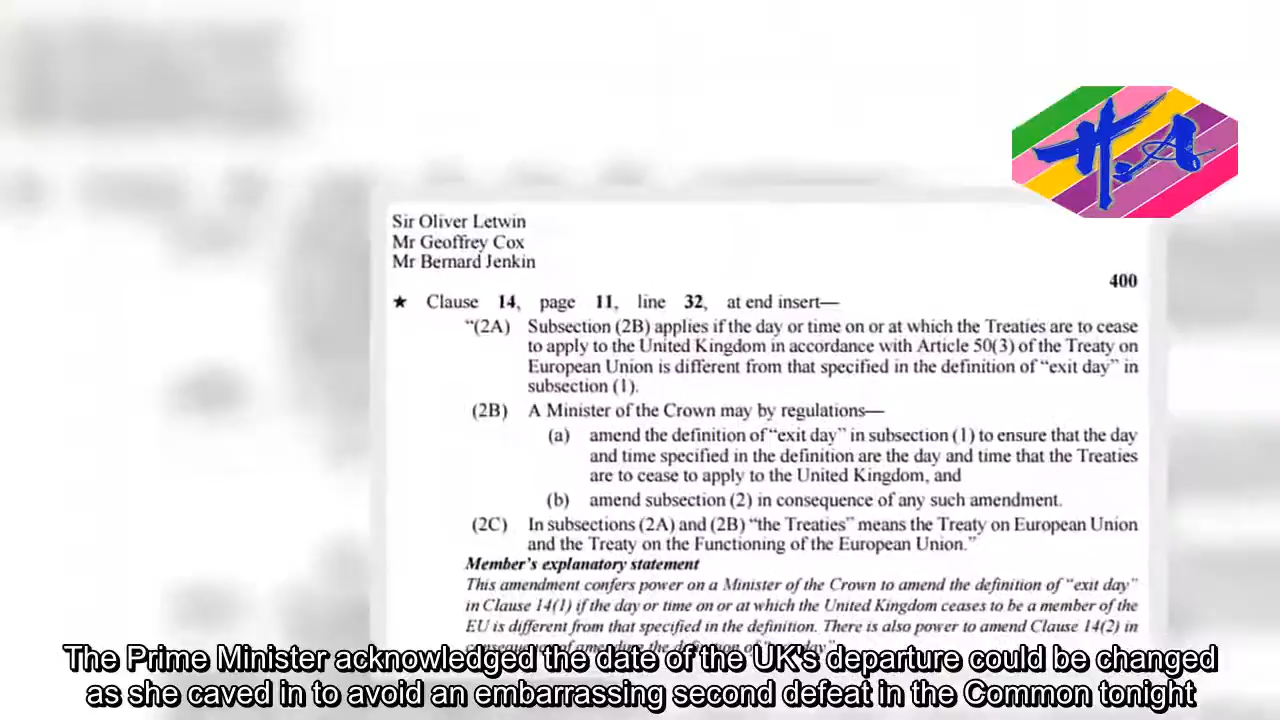 Sir Oliver Letwin
Mr Geoffrey Cox
Mr Bernard Jenkin
400
★ Clause 14, page 11, line 32, at end insert—
“(2A) Subsection (2B) applies if the day or time on or at which the Treaties are to cease
to apply to the United Kingdom in accordance with Article 50(3) of the Treaty on
European Union is different from that specified in the definition of “exit day” in
subsection (1).
(2B) A Minister of the Crown may by regulations—
(a) amend the definition of “exit day” in subsection (1) to ensure that the day
and time specified in the definition are the day and time that the Treaties
are to cease to apply to the United Kingdom, and
(b) amend subsection (2) in consequence of any such amendment.
(2C) In subsections (2A) and (2B) “the Treaties” means the Treaty on European Union
and the Treaty on the Functioning of the European Union.”
Member’s explanatory statement
This amendment confers power on a Minister of the Crown to amend the definition of “exit day”
in Clause 14(1) if the day or time on or at which the United Kingdom ceases to be a member of the
EU is different from that specified in the definition. There is also power to amend Clause 14(2) in
The Prime Minister acknowledged the date of the UK's departure could be changed
as she caved in to avoid an embarrassing second defeat in the Common tonight